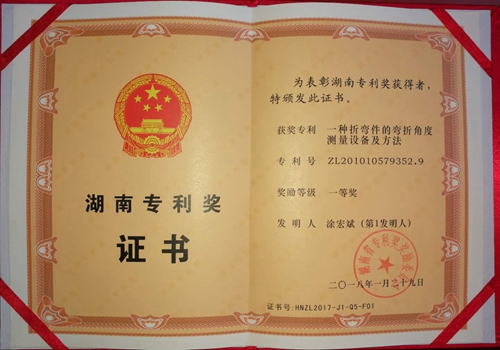 湖南专利奖
证书
为表彰湖南专利奖获得者，
特颁发此证书。
获奖专利 一种折弯件的弯折角度
测量设备及方法
专利号 ZL201010579352.9
奖励等级 一等奖
发明人 涂宏斌（第1发明人）
二〇一八年一月二十九日
证书号：HNZL2017-J1-Q5-F01